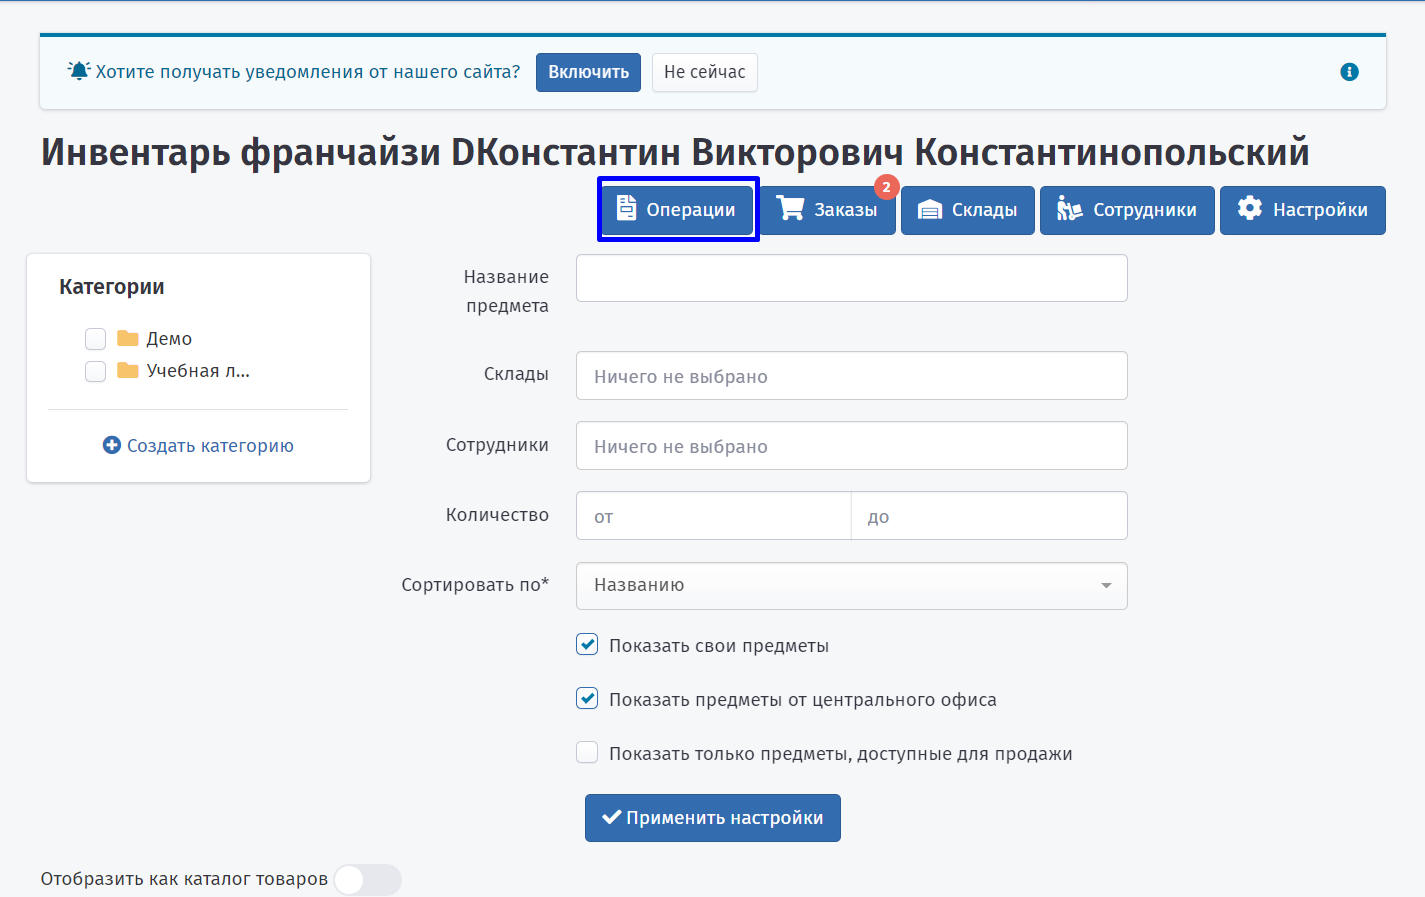 Хотите получать уведомления от нашего сайта? Включить Не сейчас
Инвентарь франчайзи DКонстантин Викторович Константинопольский
Операции Заказы 2 Склады Сотрудники Настройки
Категории
Демо
Учебная л...
Создать категорию
Название
предмета
Склады Ничего не выбрано
Сотрудники Ничего не выбрано
Количество от до
Сортировать по* Названию
Показать свои предметы
Показать предметы от центрального офиса
Показать только предметы, доступные для продажи
Применить настройки
Отобразить как каталог товаров